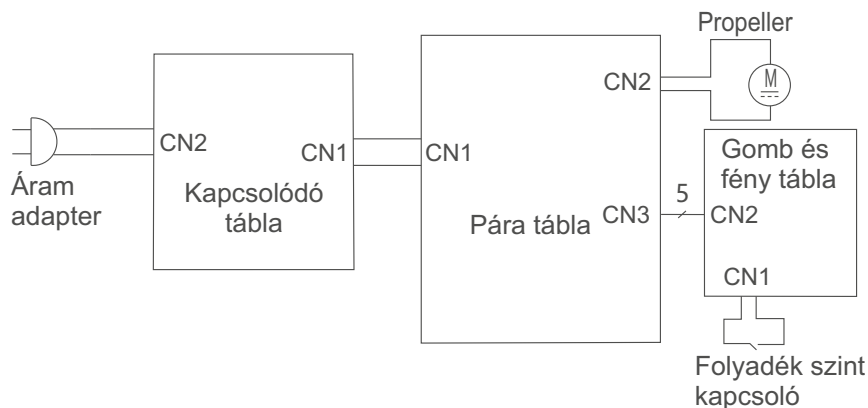 Propeller
M
CN2
CN2
CN1
CN1
Gomb és
fény tábla
Áram
adapter
Kapcsolódó
tábla
Pára tábla
CN3
5
CN2
CN1
Folyadék szint
kapcsoló